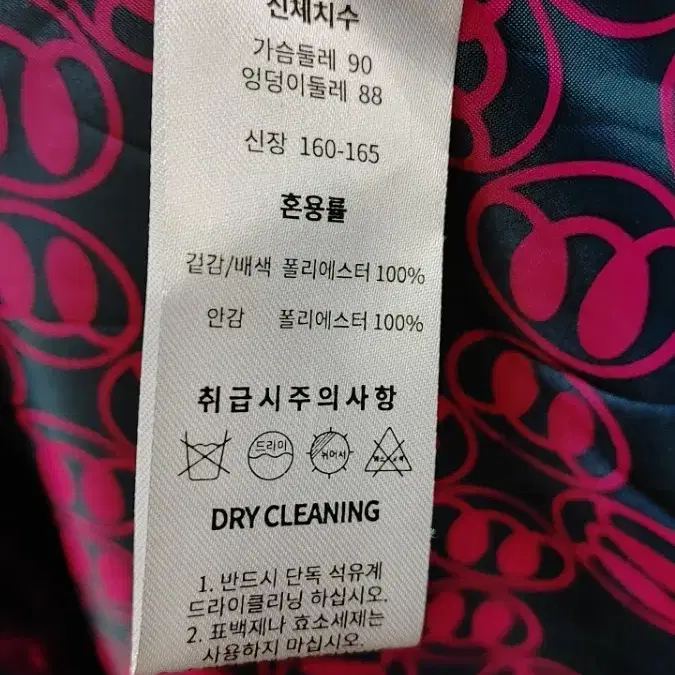 신체치수
가슴둘레 90
엉덩이둘레 88
신장 160-165
혼용률
겉감/배색 폴리에스터 100%
안감 폴리에스터 100%
취급시주의사항
드라이
뉘어서
DRY CLEANING
1. 반드시 단독 석유계
드라이클리닝 하십시오.
2. 표백제나 효소세제는
사용하지 마십시오.